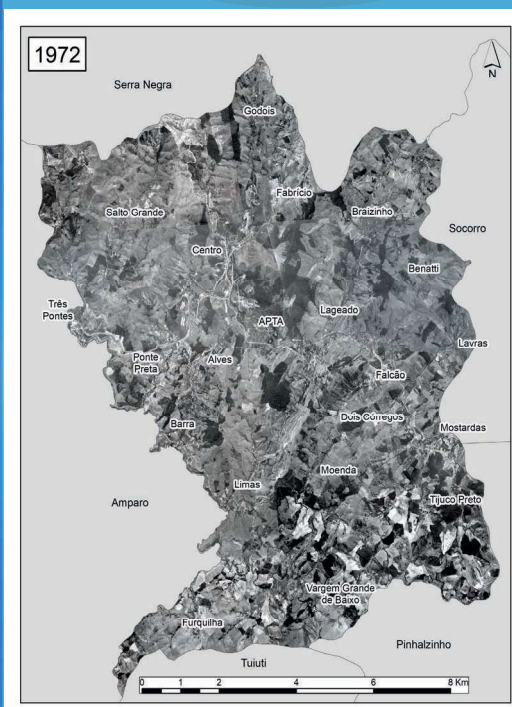 1972
N
Serra Negra
Godois
Fabrício
Salto Grande
Braizinho
Socorro
Centro
Benatti
Três
Pontes
APTA
Lageado
Lavras
Ponte
Preta
Alves
Falcão
Dois Córregos
Barra
Mostardas
Moenda
Limas
Amparo
Tijuco Preto
Vargem Grande
de Baixo
Furquilha
Pinhalzinho
Tuiuti
0 1 2 4 6 8 Km